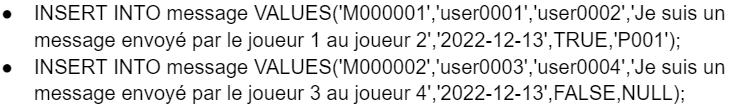 ● INSERT INTO message VALUES('M000001','user0001','user0002','Je suis un
message envoyé par le joueur 1 au joueur 2','2022-12-13',TRUE,'P001');
● INSERT INTO message VALUES('M000002','user0003','user0004','Je suis un
message envoyé par le joueur 3 au joueur 4','2022-12-13',FALSE,NULL);